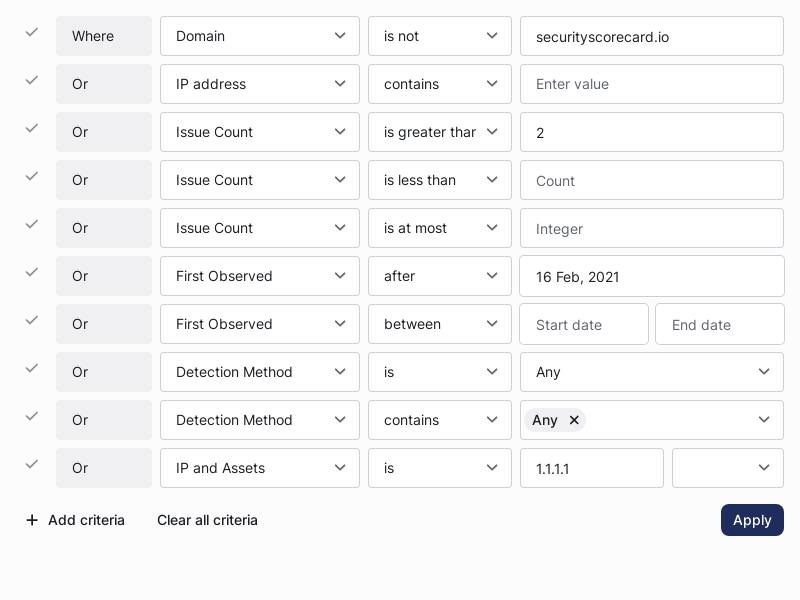 Where Domain is not securityscorecard.io
Or IP address contains Enter value
Or Issue Count is greater than 2
Or Issue Count is less than Count
Or Issue Count is at most Integer
Or First Observed after 16 Feb, 2021
Or First Observed between Start date End date
Or Detection Method is Any
Or Detection Method contains Any
Or IP and Assets is 1.1.1.1
Add criteria Clear all criteria Apply